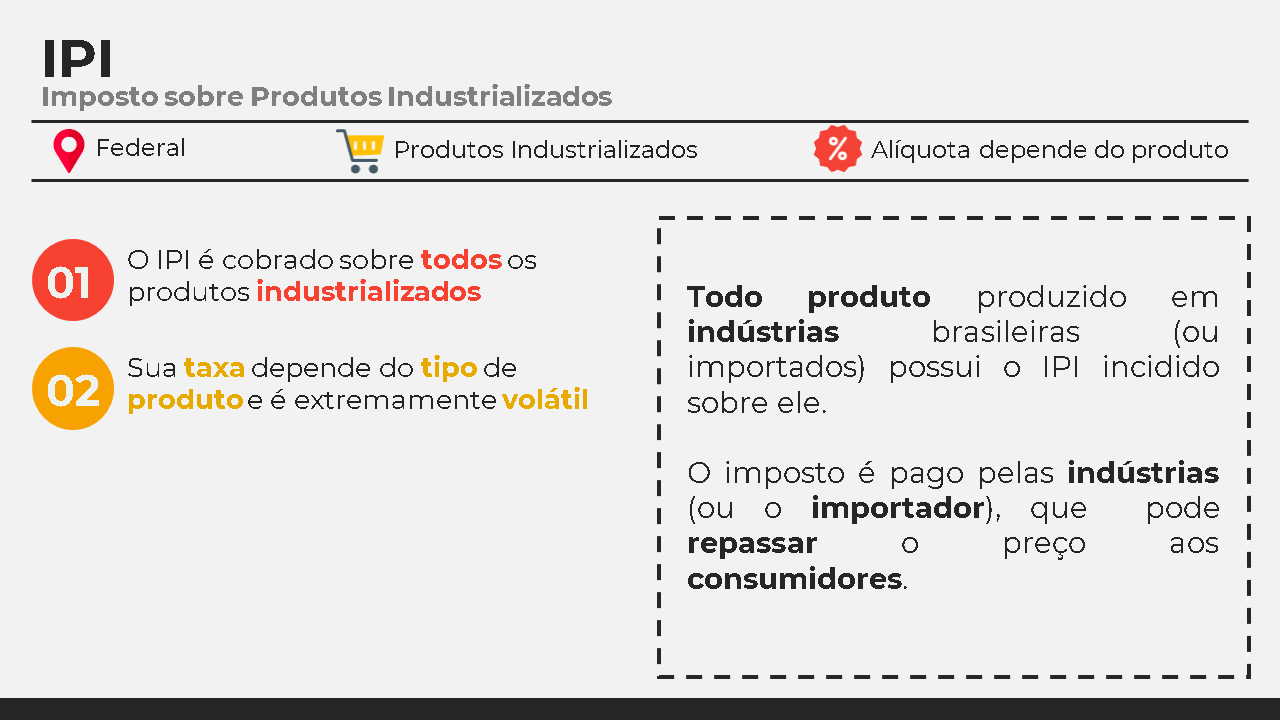 IPI
Imposto sobre Produtos Industrializados
Federal
Produtos Industrializados
%
Alíquota depende do produto
01
O IPI é cobrado sobre todos os
produtos industrializados
02
Sua taxa depende do tipo de
produto e é extremamente volátil
Todo produto produzido em
indústrias brasileiras (ou
importados) possui o IPI incidido
sobre ele.
O imposto é pago pelas indústrias
(ou o importador), que pode
repassar o preço aos
consumidores.